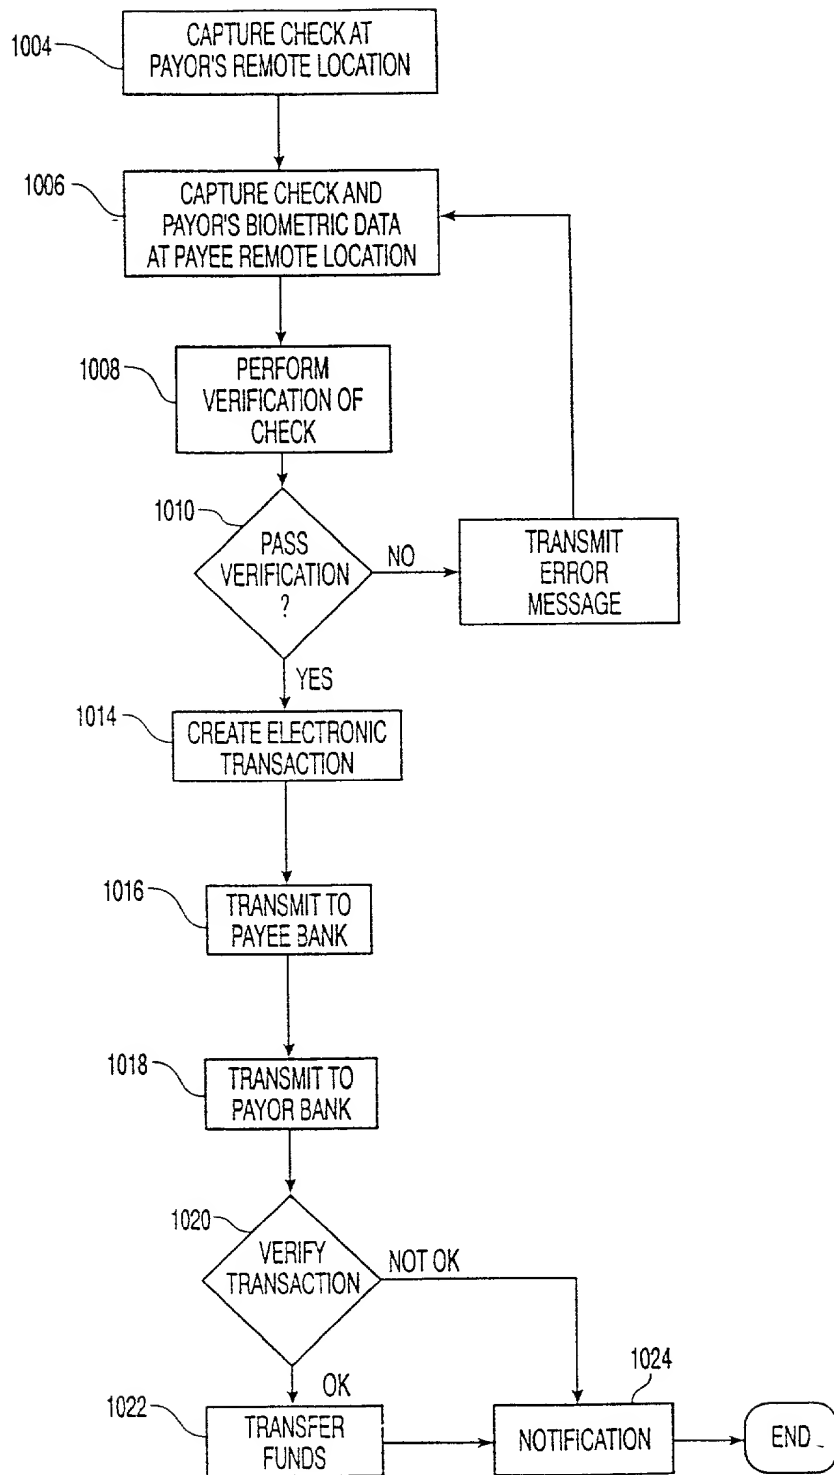 1004
CAPTURE CHECK AT
PAYOR'S REMOTE LOCATION
1006
CAPTURE CHECK AND
PAYOR'S BIOMETRIC DATA
AT PAYEE REMOTE LOCATION
1008
PERFORM
VERIFICATION OF
CHECK
1010
PASS
VERIFICATION
?
NO
TRANSMIT
ERROR
MESSAGE
YES
1014
CREATE ELECTRONIC
TRANSACTION
1016
TRANSMIT TO
PAYEE BANK
1018
TRANSMIT TO
PAYOR BANK
1020
VERIFY
TRANSACTION
NOT OK
OK
1022
TRANSFER
FUNDS
1024
NOTIFICATION
END